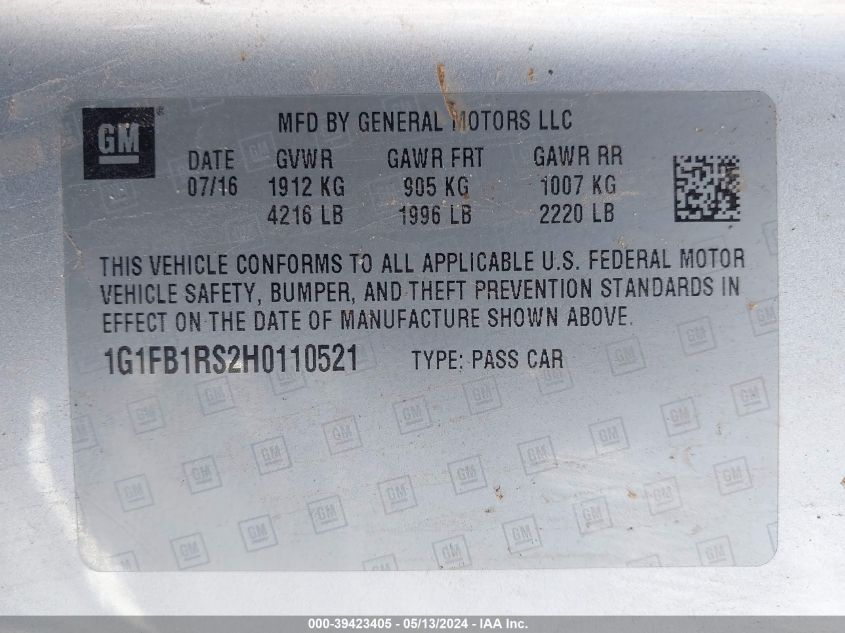 GM ®
MFD BY GENERAL MOTORS LLC
DATE GVWR GAWR FRT GAWR RR
07/16 1912 KG 905 KG 1007 KG
4216 LB 1996 LB 2220 LB
THIS VEHICLE CONFORMS TO ALL APPLICABLE U.S. FEDERAL MOTOR
VEHICLE SAFETY, BUMPER, AND THEFT PREVENTION STANDARDS IN
EFFECT ON THE DATE OF MANUFACTURE SHOWN ABOVE.
1G1FB1RS2H0110521 TYPE: PASS CAR
000-39423405 - 05/13/2024 - IAA Inc.